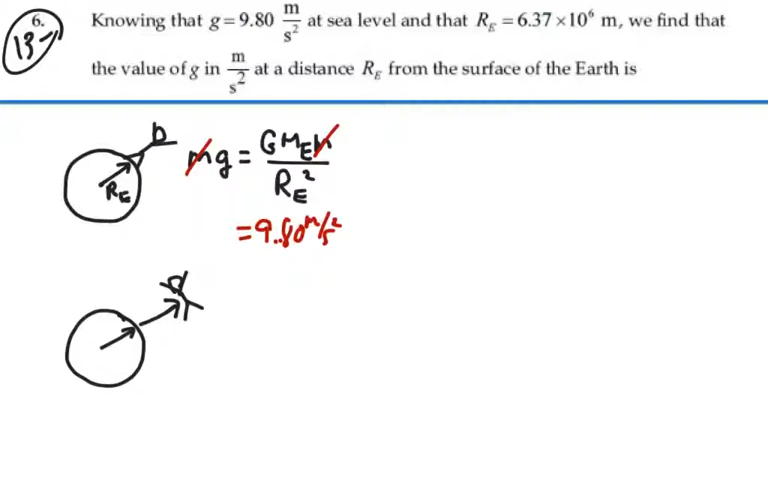 6.
13-
Knowing that g = 9.80 m/s² at sea level and that R_E = 6.37 × 10⁶ m, we find that
the value of g in m/s² at a distance R_E from the surface of the Earth is
R_E
mg = GM_Em/R_E²
= 9.80 m/s²